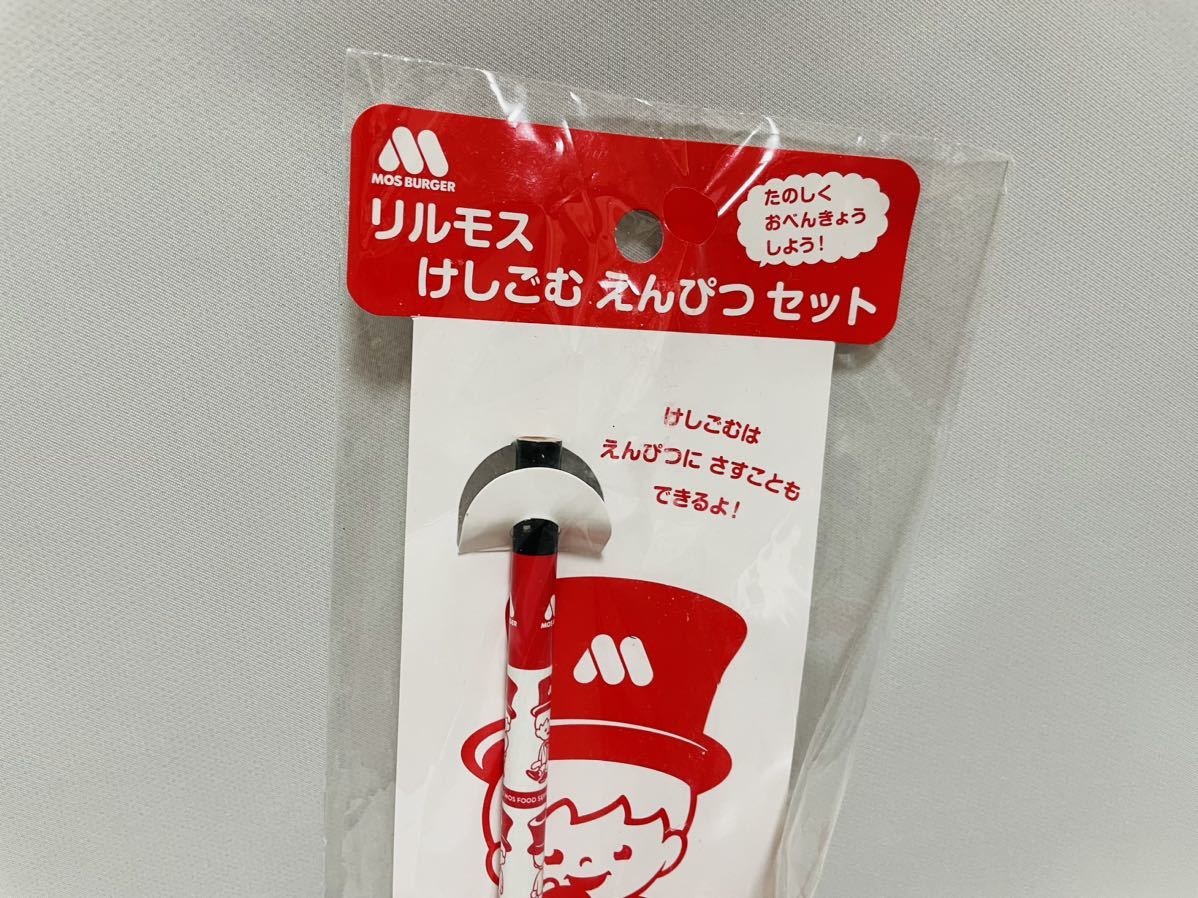 MOS BURGER
リルモス
けしごむ えんぴつ セット
たのしく
おべんきょう
しよう!
けしごむは
えんぴつに さすことも
できるよ!
MOS BURGER
MOS FOOD